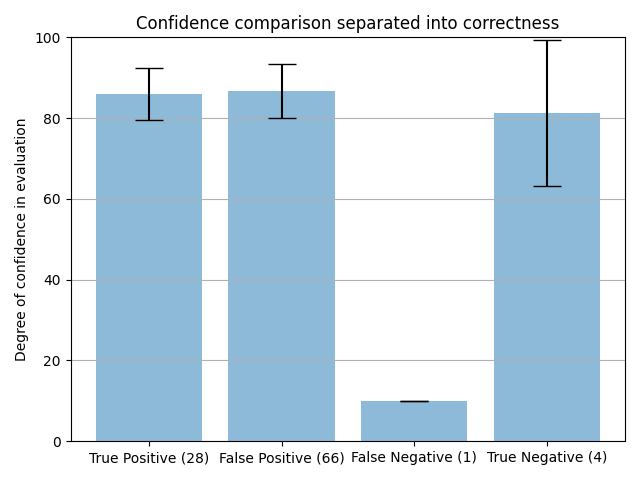 Confidence comparison separated into correctness
100
80
60
40
20
0
Degree of confidence in evaluation
True Positive (28)
False Positive (66)
False Negative (1)
True Negative (4)